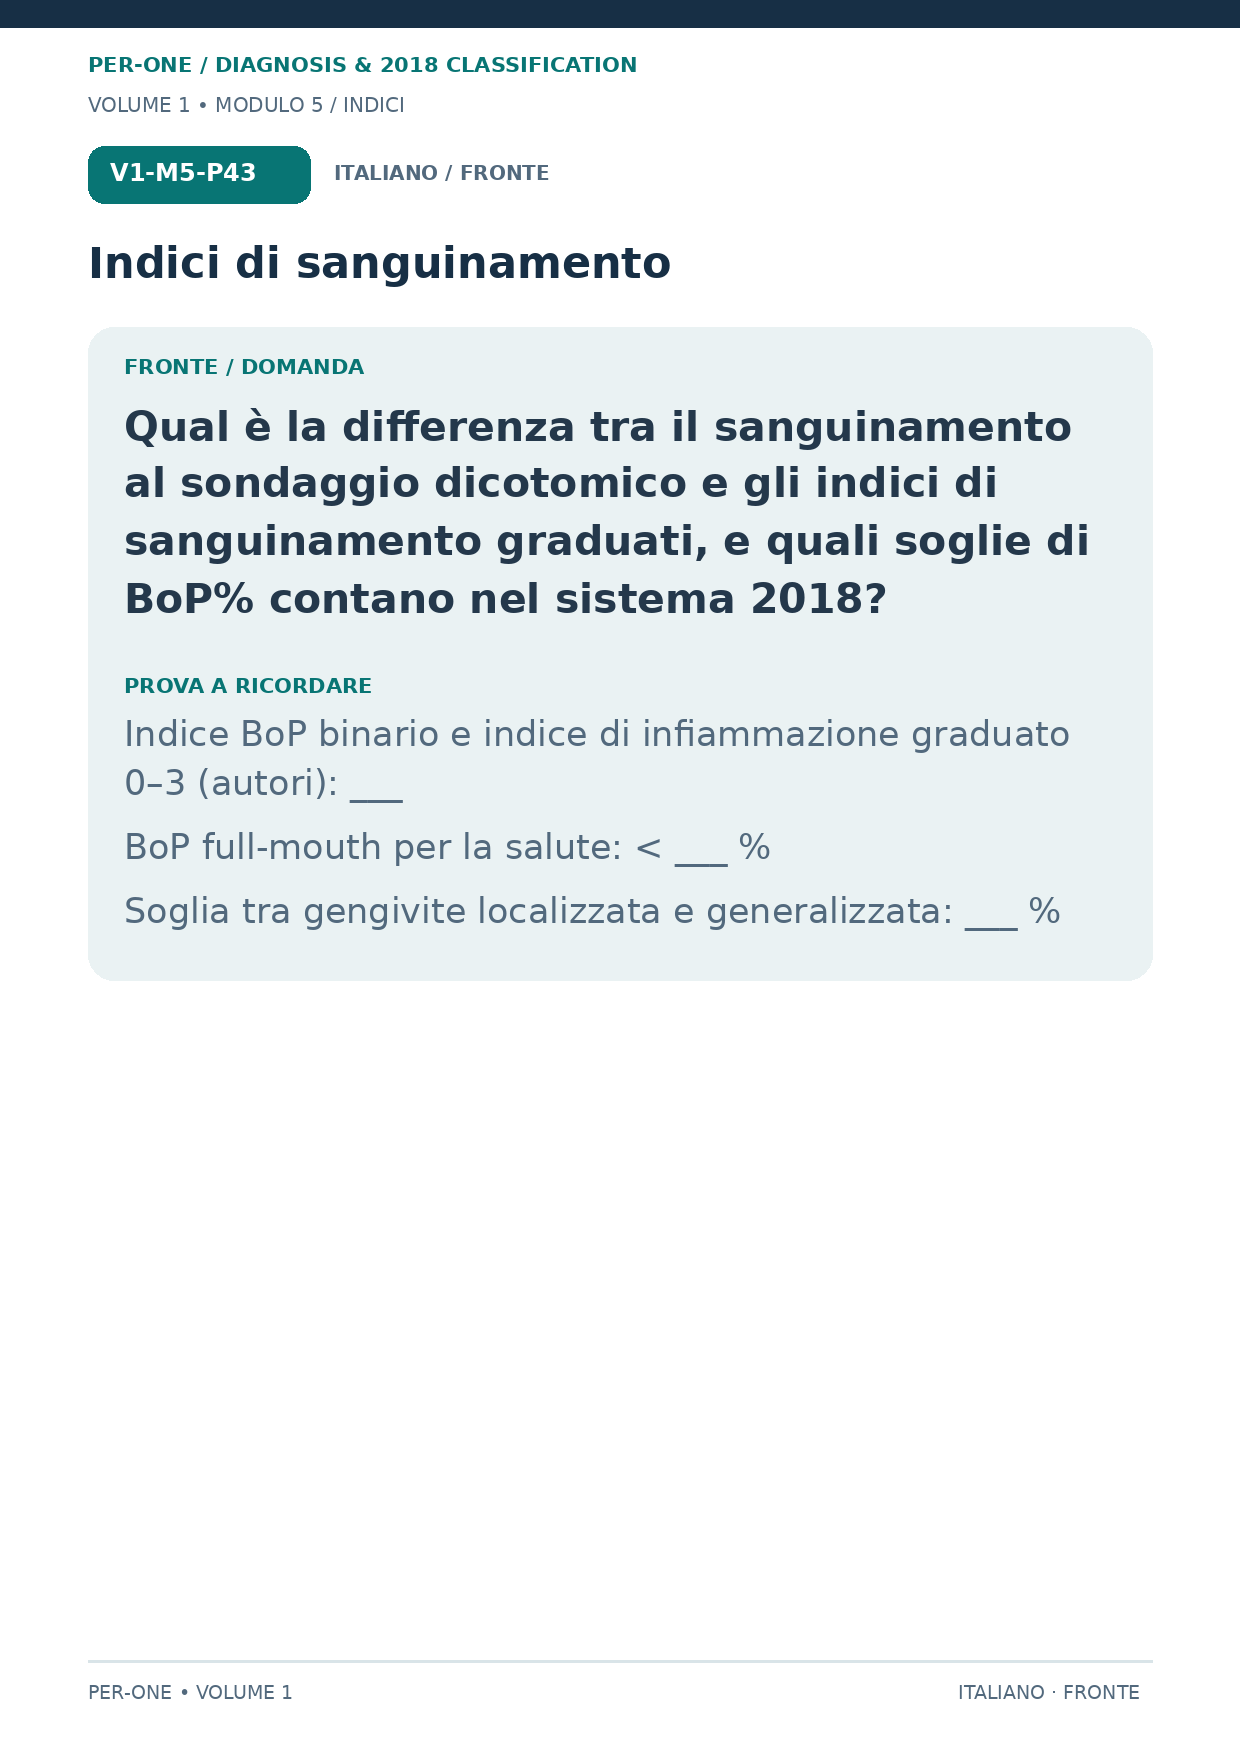 PER-ONE / DIAGNOSIS & 2018 CLASSIFICATION
VOLUME 1 • MODULO 5 / INDICI
V1-M5-P43
ITALIANO / FRONTE
Indici di sanguinamento
FRONTE / DOMANDA
Qual è la differenza tra il sanguinamento
al sondaggio dicotomico e gli indici di
sanguinamento graduati, e quali soglie di
BoP% contano nel sistema 2018?
PROVA A RICORDARE
Indice BoP binario e indice di infiammazione graduato
0–3 (autori): ___
BoP full-mouth per la salute: < ___ %
Soglia tra gengivite localizzata e generalizzata: ___ %
PER-ONE • VOLUME 1
ITALIANO · FRONTE